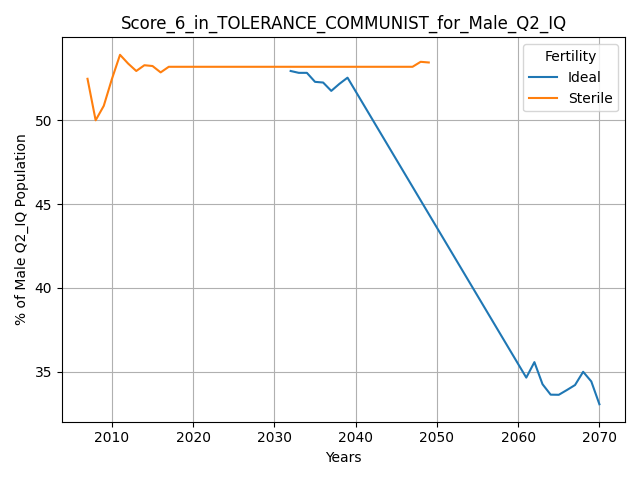 Score_6_in_TOLERANCE_COMMUNIST_for_Male_Q2_IQ
Fertility
Ideal
Sterile
% of Male Q2_IQ Population
50
45
40
35
2010 2020 2030 2040 2050 2060 2070
Years